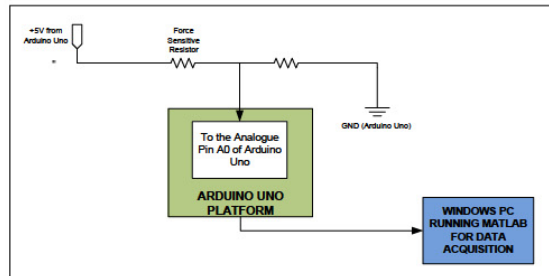 +5V from
Arduino Uno
Force
Sensitive
Resistor
GND (Arduino Uno)
To the Analogue
Pin A0 of Arduino
Uno
ARDUINO UNO
PLATFORM
WINDOWS PC
RUNNING MATLAB
FOR DATA
ACQUISITION